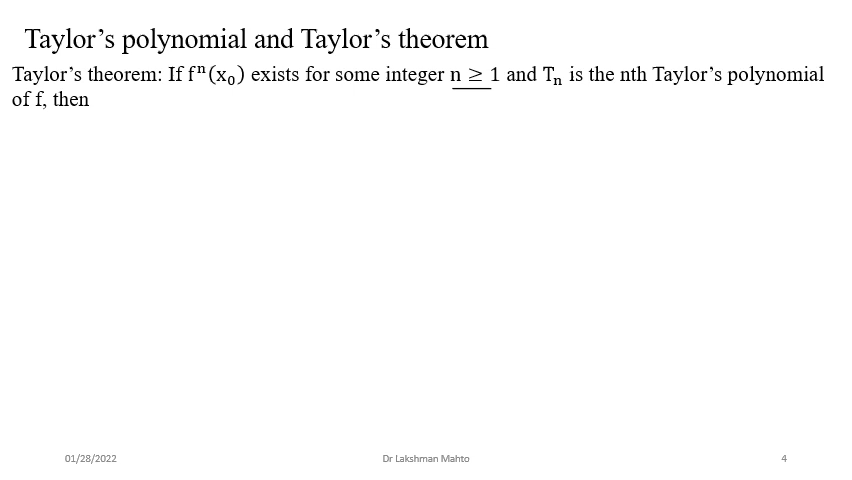 Taylor’s polynomial and Taylor’s theorem
Taylor’s theorem: If fⁿ(x₀) exists for some integer n ≥ 1 and Tₙ is the nth Taylor’s polynomial
of f, then
01/28/2022
Dr Lakshman Mahto
4